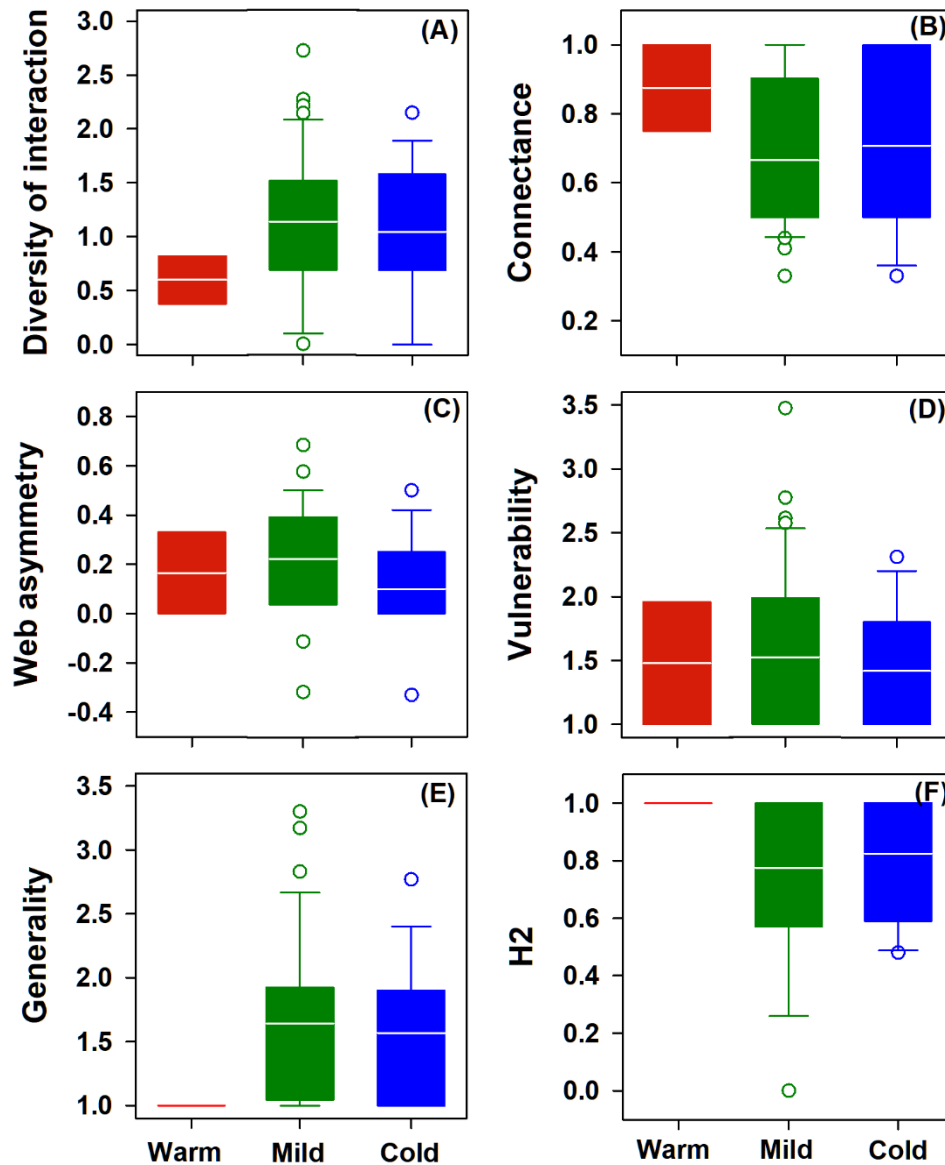 (A)
Diversity of interaction
3.0
2.5
2.0
1.5
1.0
0.5
0.0
(B)
Connectance
1.0
0.8
0.6
0.4
0.2
(C)
Web asymmetry
0.8
0.6
0.4
0.2
0.0
-0.2
-0.4
(D)
Vulnerability
3.5
3.0
2.5
2.0
1.5
1.0
(E)
Generality
3.5
3.0
2.5
2.0
1.5
1.0
Warm Mild Cold
(F)
H2
1.0
0.8
0.6
0.4
0.2
0.0
Warm Mild Cold